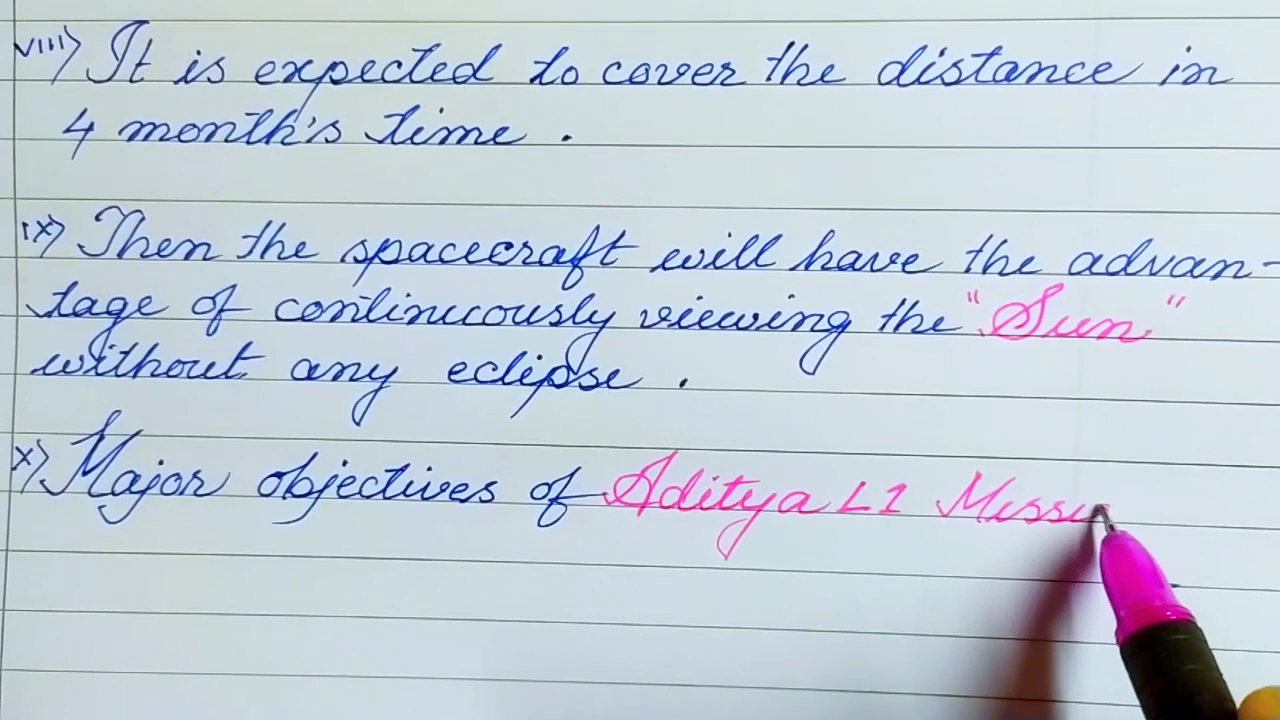 viii) It is expected to cover the distance in
4 month's time .
ix) Then the spacecraft will have the advan-
tage of continuously viewing the "Sun"
without any eclipse .
x) Major objectives of Aditya L1